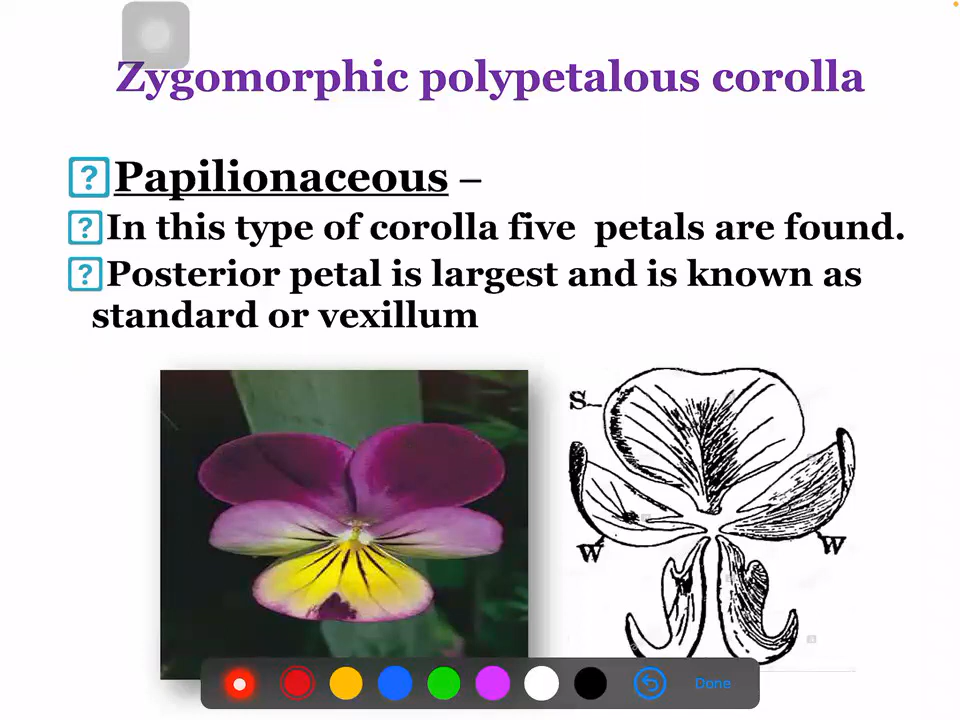 Zygomorphic polypetalous corolla
Papilionaceous –
In this type of corolla five petals are found.
Posterior petal is largest and is known as
standard or vexillum
S
W
W
Done